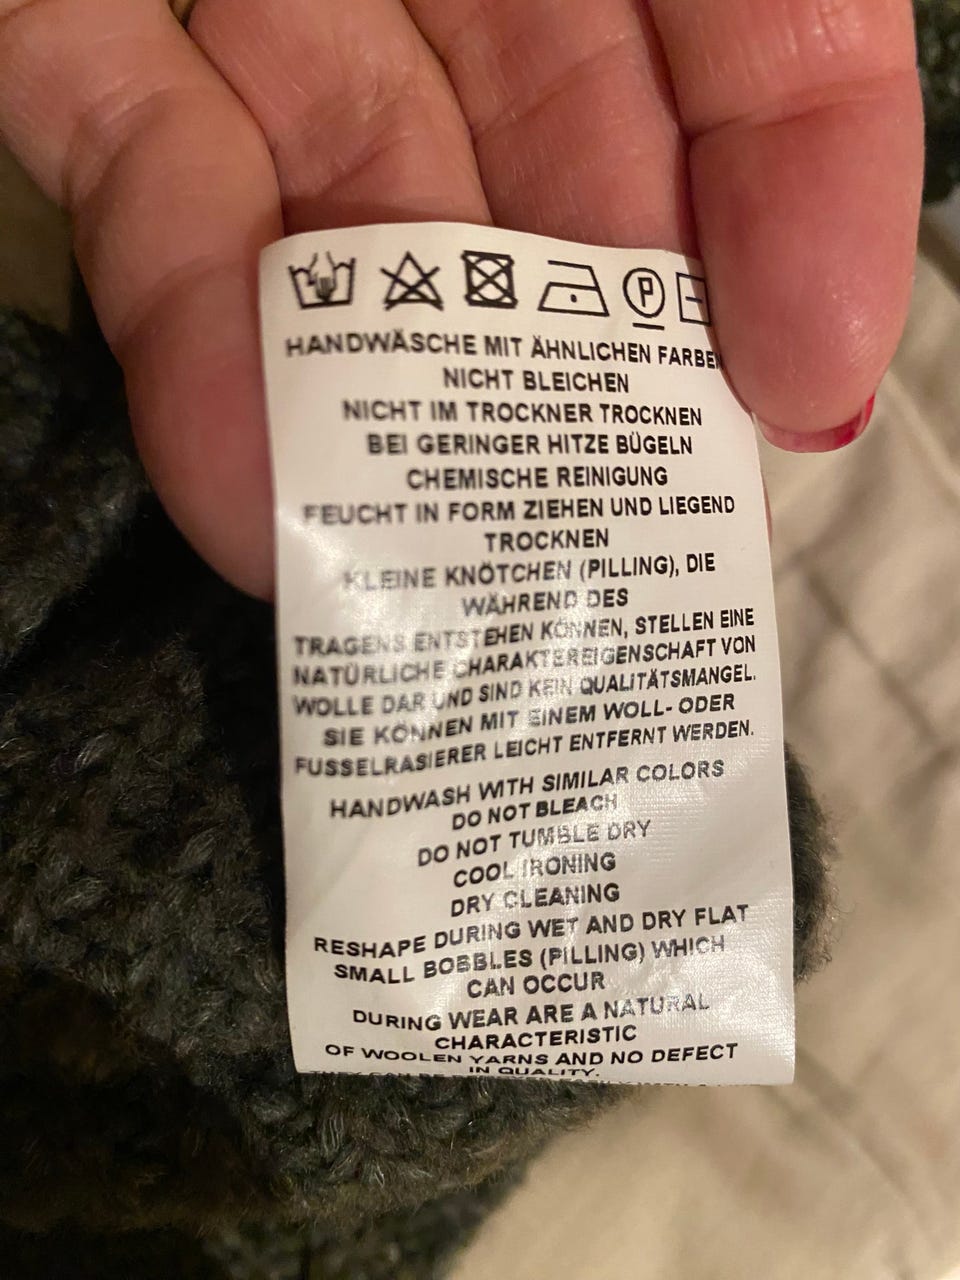 P
HANDWÄSCHE MIT ÄHNLICHEN FARBEN
NICHT BLEICHEN
NICHT IM TROCKNER TROCKNEN
BEI GERINGER HITZE BÜGELN
CHEMISCHE REINIGUNG
FEUCHT IN FORM ZIEHEN UND LIEGEND
TROCKNEN
KLEINE KNÖTCHEN (PILLING), DIE
WÄHREND DES
TRAGENS ENTSTEHEN KÖNNEN, STELLEN EINE
NATÜRLICHE CHARAKTEREIGENSCHAFT VON
WOLLE DAR UND SIND KEIN QUALITÄTSMANGEL.
SIE KÖNNEN MIT EINEM WOLL- ODER
FUSSELRASIERER LEICHT ENTFERNT WERDEN.
HANDWASH WITH SIMILAR COLORS
DO NOT BLEACH
DO NOT TUMBLE DRY
COOL IRONING
DRY CLEANING
RESHAPE DURING WET AND DRY FLAT
SMALL BOBBLES (PILLING) WHICH
CAN OCCUR
DURING WEAR ARE A NATURAL
CHARACTERISTIC
OF WOOLEN YARNS AND NO DEFECT
IN QUALITY.